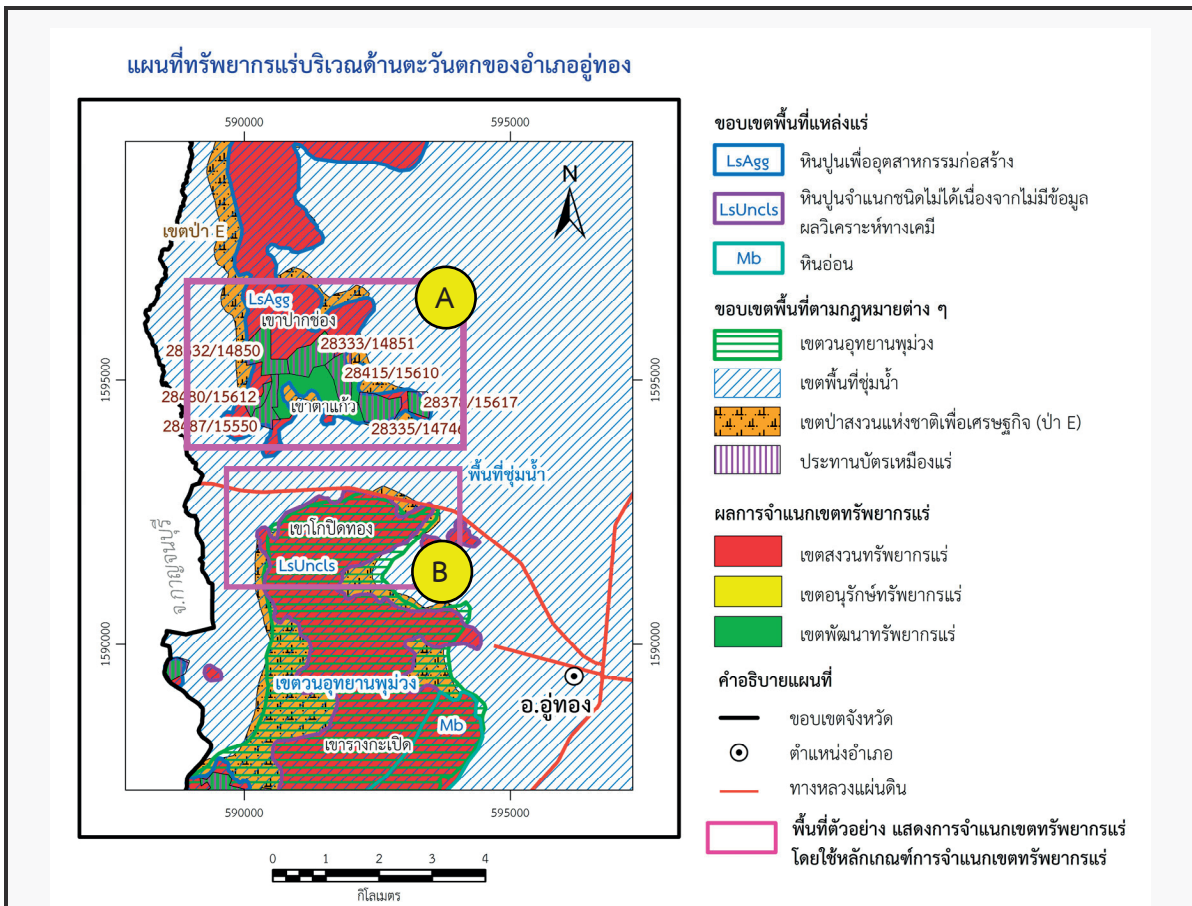 แผนที่ทรัพยากรแร่บริเวณด้านตะวันตกของอำเภออู่ทอง
590000
595000
N
1595000
1595000
1590000
1590000
เขตป่า E
LsAgg
เขาปากช่อง
A
28332/14850
28333/14851
28415/15610
28480/15612
เขาตาแก้ว
28378/15617
28487/15550
28335/14746
พื้นที่ชุ่มน้ำ
เขาโกปิดทอง
LsUncls
B
จ.กาญจนบุรี
เขตวนอุทยานพุม่วง
อ.อู่ทอง
Mb
เขารางกะเปิด
590000
595000
0 1 2 3 4
กิโลเมตร
ขอบเขตพื้นที่แหล่งแร่
LsAgg หินปูนเพื่ออุตสาหกรรมก่อสร้าง
LsUncls หินปูนจำแนกชนิดไม่ได้เนื่องจากไม่มีข้อมูล
ผลวิเคราะห์ทางเคมี
Mb หินอ่อน
ขอบเขตพื้นที่ตามกฎหมายต่าง ๆ
เขตวนอุทยานพุม่วง
เขตพื้นที่ชุ่มน้ำ
เขตป่าสงวนแห่งชาติเพื่อเศรษฐกิจ (ป่า E)
ประทานบัตรเหมืองแร่
ผลการจำแนกเขตทรัพยากรแร่
เขตสงวนทรัพยากรแร่
เขตอนุรักษ์ทรัพยากรแร่
เขตพัฒนาทรัพยากรแร่
คำอธิบายแผนที่
ขอบเขตจังหวัด
ตำแหน่งอำเภอ
ทางหลวงแผ่นดิน
พื้นที่ตัวอย่าง แสดงการจำแนกเขตทรัพยากรแร่
โดยใช้หลักเกณฑ์การจำแนกเขตทรัพยากรแร่